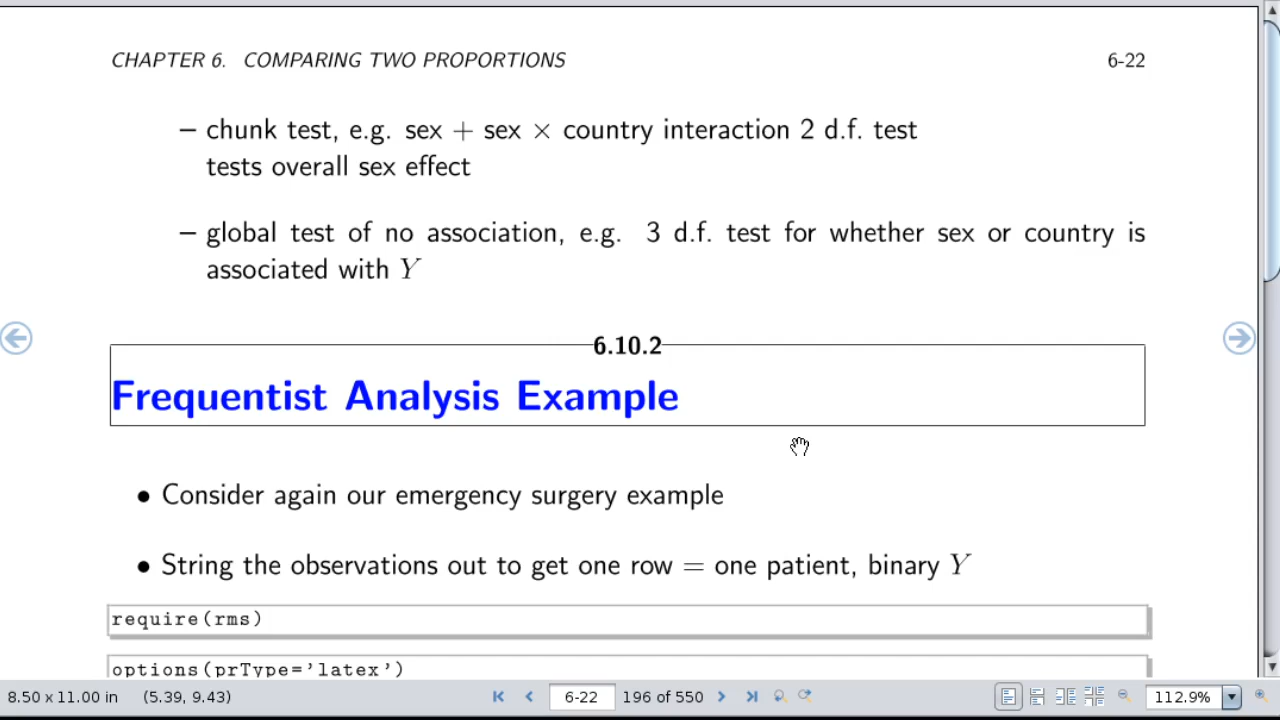 CHAPTER 6. COMPARING TWO PROPORTIONS 6-22
– chunk test, e.g. sex + sex × country interaction 2 d.f. test
tests overall sex effect
– global test of no association, e.g. 3 d.f. test for whether sex or country is
associated with Y
6.10.2
Frequentist Analysis Example
• Consider again our emergency surgery example
• String the observations out to get one row = one patient, binary Y
require(rms)
options(prType='latex')
8.50 x 11.00 in (5.39, 9.43) 6-22 196 of 550 112.9%